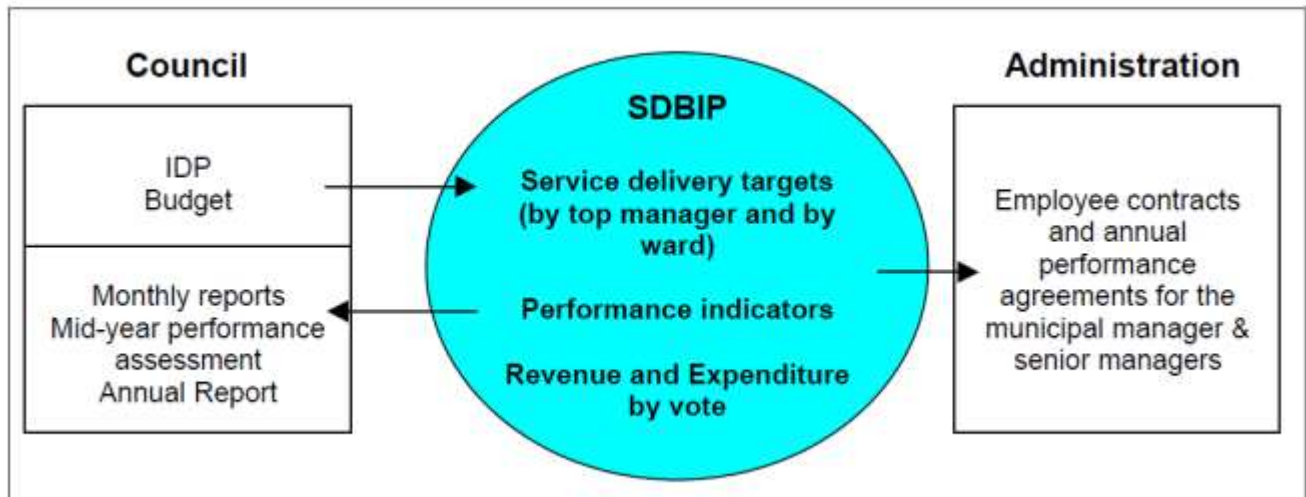 Council
IDP
Budget
Monthly reports
Mid-year performance
assessment
Annual Report
SDBIP
Service delivery targets
(by top manager and by
ward)
Performance indicators
Revenue and Expenditure
by vote
Administration
Employee contracts
and annual
performance
agreements for the
municipal manager &
senior managers